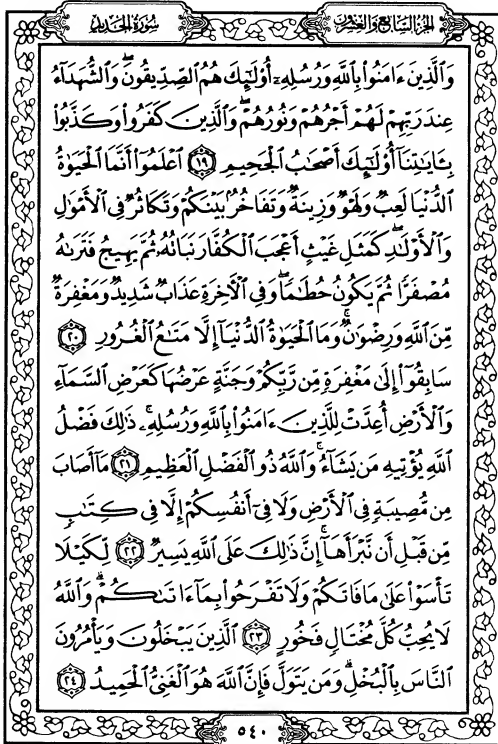 الجزء السابع والعشرون
سورة الحديد
وَالَّذِينَ ءَامَنُوا۟ بِاللَّهِ وَرُسُلِهِۦٓ أُو۟لَٰٓئِكَ هُمُ الصِّدِّيقُونَ ۖ وَالشُّهَدَآءُ
عِندَ رَبِّهِمْ لَهُمْ أَجْرُهُمْ وَنُورُهُمْ ۖ وَالَّذِينَ كَفَرُوا۟ وَكَذَّبُوا۟
بِـَٔايَٰتِنَآ أُو۟لَٰٓئِكَ أَصْحَٰبُ الْجَحِيمِ ﴿١٩﴾ اعْلَمُوٓا۟ أَنَّمَا الْحَيَوٰةُ
الدُّنْيَا لَعِبٌ وَلَهْوٌ وَزِينَةٌ وَتَفَاخُرٌۢ بَيْنَكُمْ وَتَكَاثُرٌ فِى الْأَمْوَٰلِ
وَالْأَوْلَٰدِ ۖ كَمَثَلِ غَيْثٍ أَعْجَبَ الْكُفَّارَ نَبَاتُهُۥ ثُمَّ يَهِيجُ فَتَرَىٰهُ
مُصْفَرًّا ثُمَّ يَكُونُ حُطَٰمًا ۖ وَفِى الْءَاخِرَةِ عَذَابٌ شَدِيدٌ وَمَغْفِرَةٌ
مِّنَ اللَّهِ وَرِضْوَٰنٌ ۚ وَمَا الْحَيَوٰةُ الدُّنْيَآ إِلَّا مَتَٰعُ الْغُرُورِ ﴿٢٠﴾
سَابِقُوٓا۟ إِلَىٰ مَغْفِرَةٍ مِّن رَّبِّكُمْ وَجَنَّةٍ عَرْضُهَا كَعَرْضِ السَّمَآءِ
وَالْأَرْضِ أُعِدَّتْ لِلَّذِينَ ءَامَنُوا۟ بِاللَّهِ وَرُسُلِهِۦ ۚ ذَٰلِكَ فَضْلُ
اللَّهِ يُؤْتِيهِ مَن يَشَآءُ ۚ وَاللَّهُ ذُو الْفَضْلِ الْعَظِيمِ ﴿٢١﴾ مَآ أَصَابَ
مِن مُّصِيبَةٍ فِى الْأَرْضِ وَلَا فِىٓ أَنفُسِكُمْ إِلَّا فِى كِتَٰبٍ
مِّن قَبْلِ أَن نَّبْرَأَهَآ ۚ إِنَّ ذَٰلِكَ عَلَى اللَّهِ يَسِيرٌ ﴿٢٢﴾ لِّكَيْلَا
تَأْسَوْا۟ عَلَىٰ مَا فَاتَكُمْ وَلَا تَفْرَحُوا۟ بِمَآ ءَاتَىٰكُمْ ۗ وَاللَّهُ
لَا يُحِبُّ كُلَّ مُخْتَالٍ فَخُورٍ ﴿٢٣﴾ الَّذِينَ يَبْخَلُونَ وَيَأْمُرُونَ
النَّاسَ بِالْبُخْلِ ۗ وَمَن يَتَوَلَّ فَإِنَّ اللَّهَ هُوَ الْغَنِىُّ الْحَمِيدُ ﴿٢٤﴾
٥٤٠